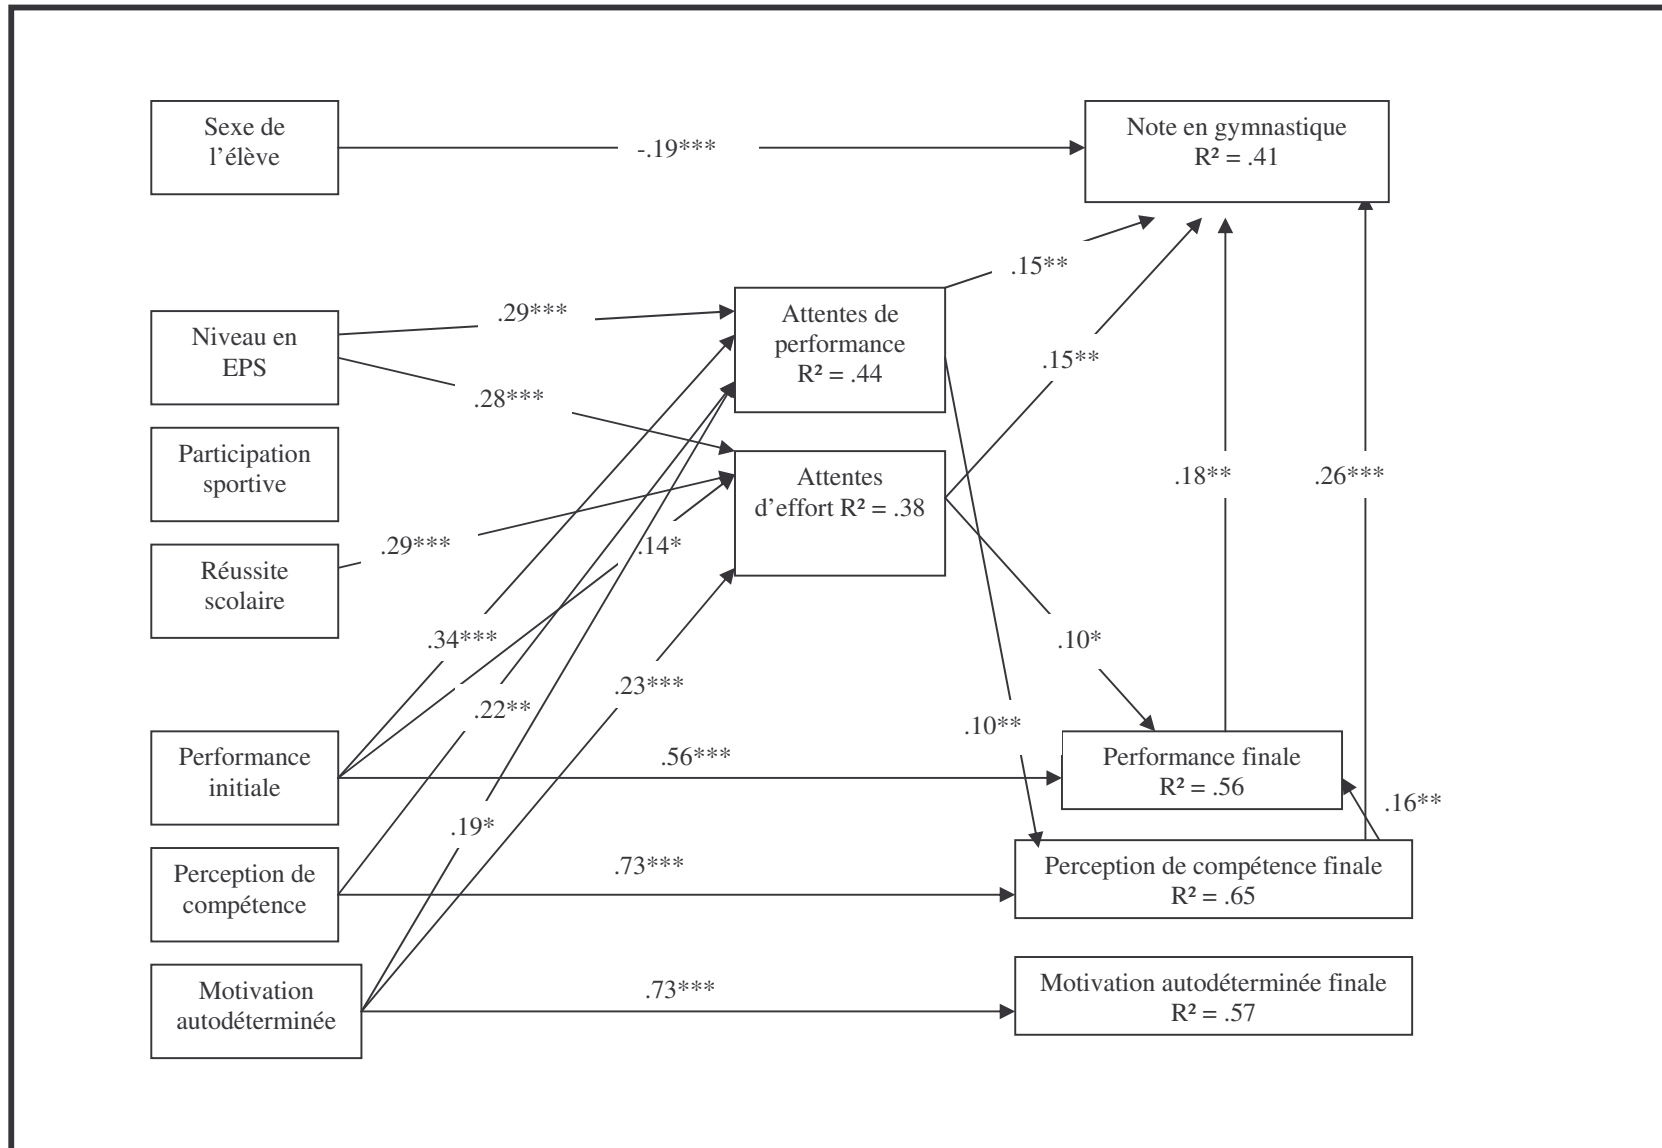 Sexe de
l’élève
-.19***
Note en gymnastique
R² = .41
.15**
Niveau en
EPS
.29***
.28***
Attentes de
performance
R² = .44
.15**
Participation
sportive
Attentes
d’effort R² = .38
.18**
.26***
Réussite
scolaire
.29***
.14*
.34***
.10*
.23***
.22**
.10**
Performance
initiale
.56***
Performance finale
R² = .56
.16**
.19*
Perception de
compétence
.73***
Perception de compétence finale
R² = .65
Motivation
autodéterminée
.73***
Motivation autodéterminée finale
R² = .57